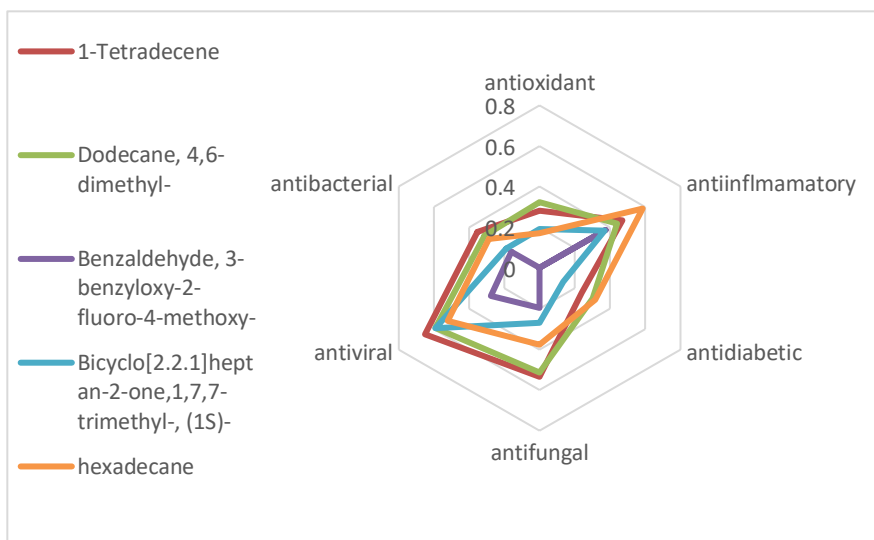 1-Tetradecene
Dodecane, 4,6-
dimethyl-
Benzaldehyde, 3-
benzyloxy-2-
fluoro-4-methoxy-
Bicyclo[2.2.1]hept
an-2-one,1,7,7-
trimethyl-, (1S)-
hexadecane
antioxidant
0.8
0.6
0.4
0.2
0
antiinflmamatory
antidiabetic
antifungal
antiviral
antibacterial